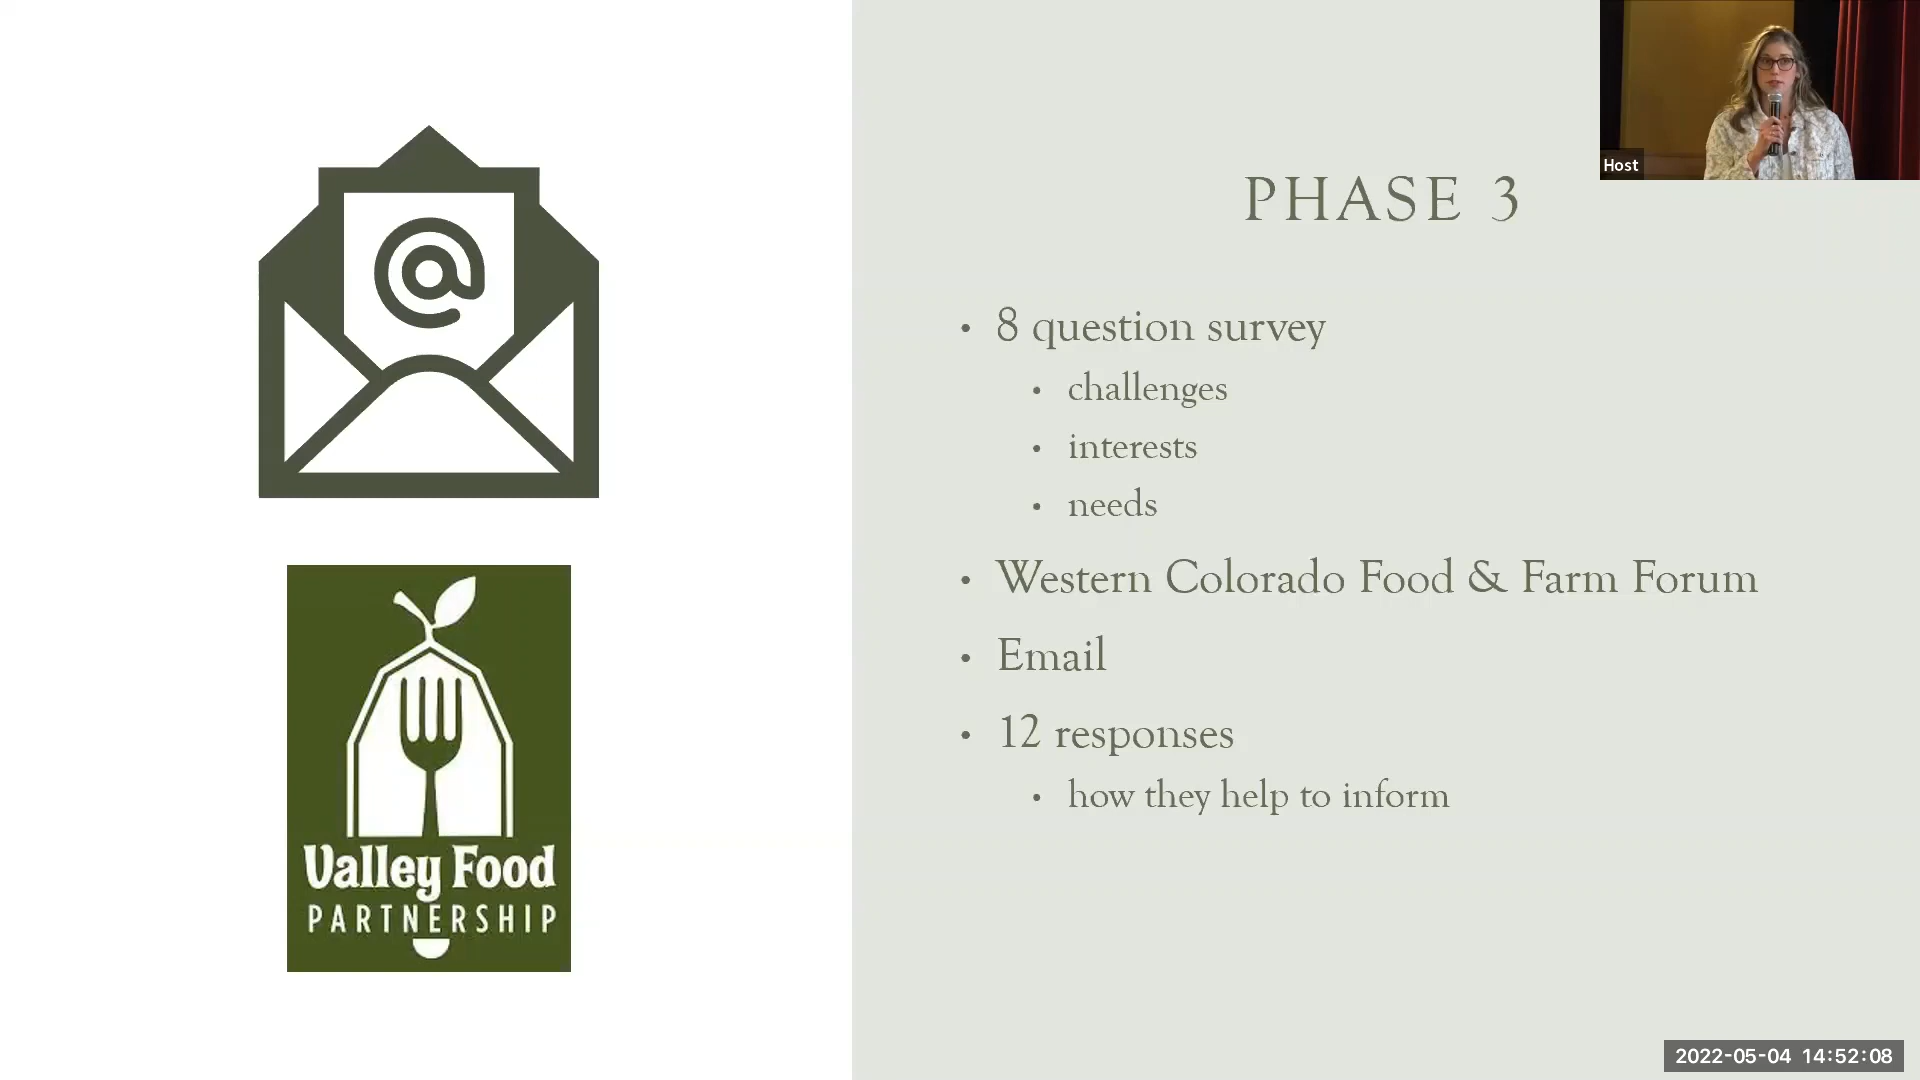 Host
PHASE 3
• 8 question survey
• challenges
• interests
• needs
• Western Colorado Food & Farm Forum
• Email
• 12 responses
• how they help to inform
@
Valley Food
PARTNERSHIP
2022-05-04 14:52:08